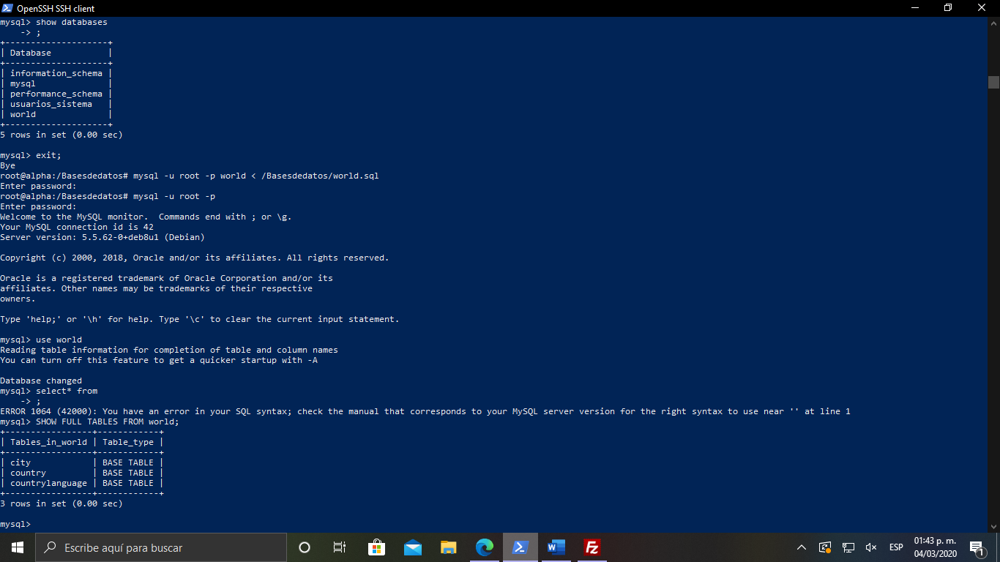 OpenSSH SSH client
mysql> show databases
    -> ;
+--------------------+
| Database           |
+--------------------+
| information_schema |
| mysql              |
| performance_schema |
| usuarios_sistema   |
| world              |
+--------------------+
5 rows in set (0.00 sec)
mysql> exit;
Bye
root@alpha:/Basesdedatos# mysql -u root -p world < /Basesdedatos/world.sql
Enter password:
root@alpha:/Basesdedatos# mysql -u root -p
Enter password:
Welcome to the MySQL monitor.  Commands end with ; or \g.
Your MySQL connection id is 42
Server version: 5.5.62-0+deb8u1 (Debian)
Copyright (c) 2000, 2018, Oracle and/or its affiliates. All rights reserved.
Oracle is a registered trademark of Oracle Corporation and/or its
affiliates. Other names may be trademarks of their respective
owners.
Type 'help;' or '\h' for help. Type '\c' to clear the current input statement.
mysql> use world
Reading table information for completion of table and column names
You can turn off this feature to get a quicker startup with -A
Database changed
mysql> select* from
    -> ;
ERROR 1064 (42000): You have an error in your SQL syntax; check the manual that corresponds to your MySQL server version for the right syntax to use near '' at line 1
mysql> SHOW FULL TABLES FROM world;
+-----------------+------------+
| Tables_in_world | Table_type |
+-----------------+------------+
| city            | BASE TABLE |
| country         | BASE TABLE |
| countrylanguage | BASE TABLE |
+-----------------+------------+
3 rows in set (0.00 sec)
mysql>
Escribe aquí para buscar
ESP
01:43 p. m.
04/03/2020
1